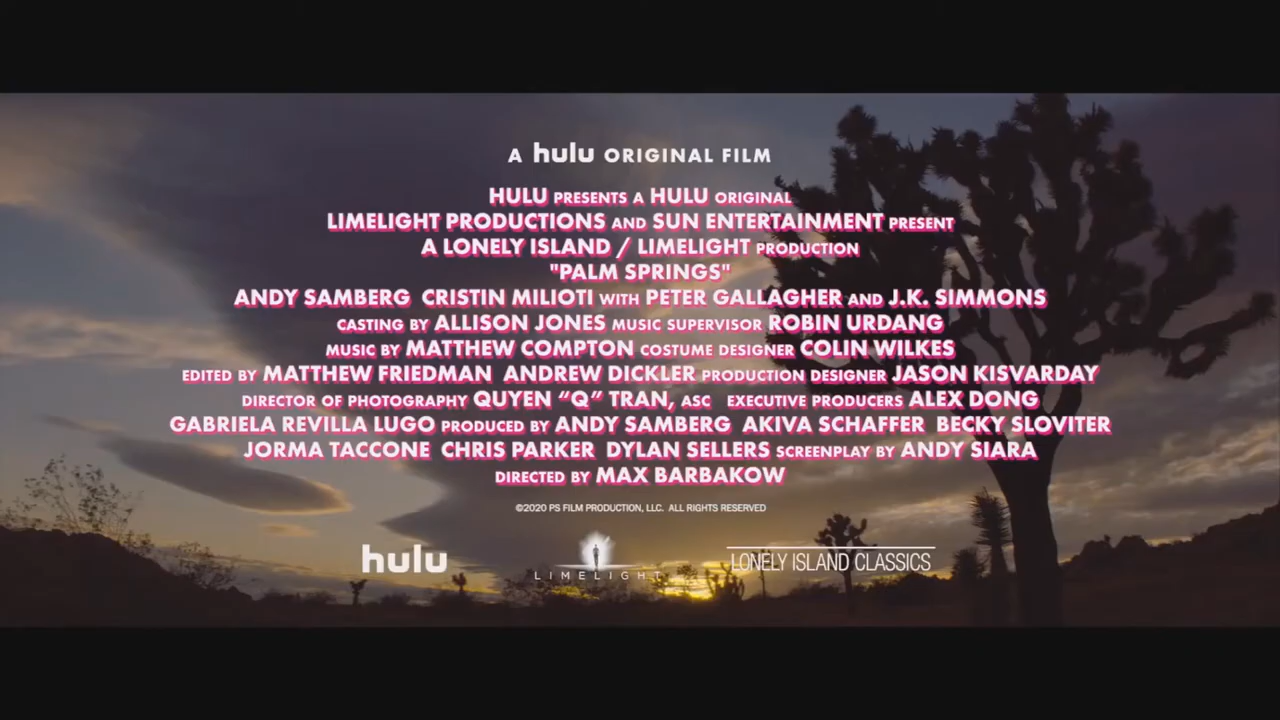 A hulu ORIGINAL FILM
HULU PRESENTS A HULU ORIGINAL
LIMELIGHT PRODUCTIONS AND SUN ENTERTAINMENT PRESENT
A LONELY ISLAND / LIMELIGHT PRODUCTION
"PALM SPRINGS"
ANDY SAMBERG CRISTIN MILIOTI WITH PETER GALLAGHER AND J.K. SIMMONS
CASTING BY ALLISON JONES MUSIC SUPERVISOR ROBIN URDANG
MUSIC BY MATTHEW COMPTON COSTUME DESIGNER COLIN WILKES
EDITED BY MATTHEW FRIEDMAN ANDREW DICKLER PRODUCTION DESIGNER JASON KISVARDAY
DIRECTOR OF PHOTOGRAPHY QUYEN “Q” TRAN, ASC EXECUTIVE PRODUCERS ALEX DONG
GABRIELA REVILLA LUGO PRODUCED BY ANDY SAMBERG AKIVA SCHAFFER BECKY SLOVITER
JORMA TACCONE CHRIS PARKER DYLAN SELLERS SCREENPLAY BY ANDY SIARA
DIRECTED BY MAX BARBAKOW
©2020 PS FILM PRODUCTION, LLC. ALL RIGHTS RESERVED
hulu LIMELIGHT LONELY ISLAND CLASSICS